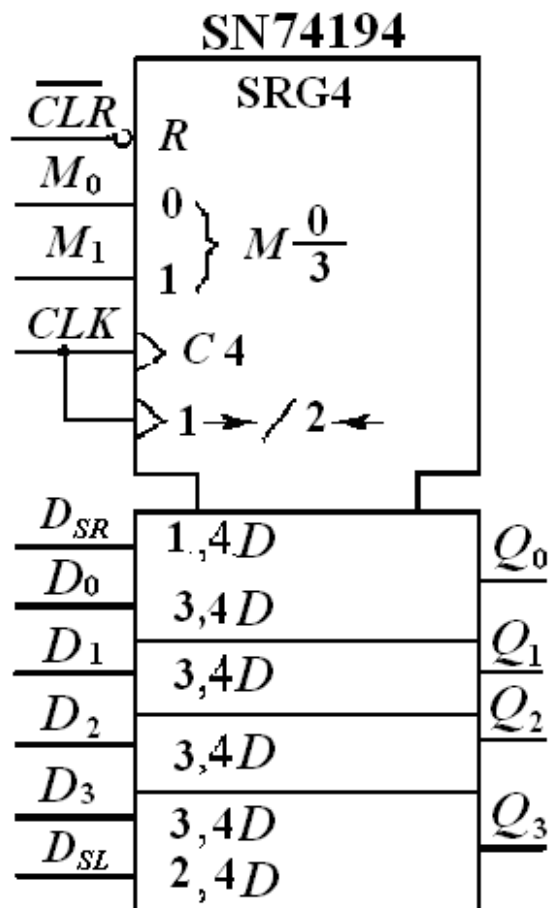 SN74194
SRG4
CLR R
M0 0
M 0/3
M1 1
CLK C4
1→/2←
DSR 1,4D
Q0
D0 3,4D
D1 3,4D Q1
D2 3,4D Q2
D3 3,4D Q3
DSL 2,4D